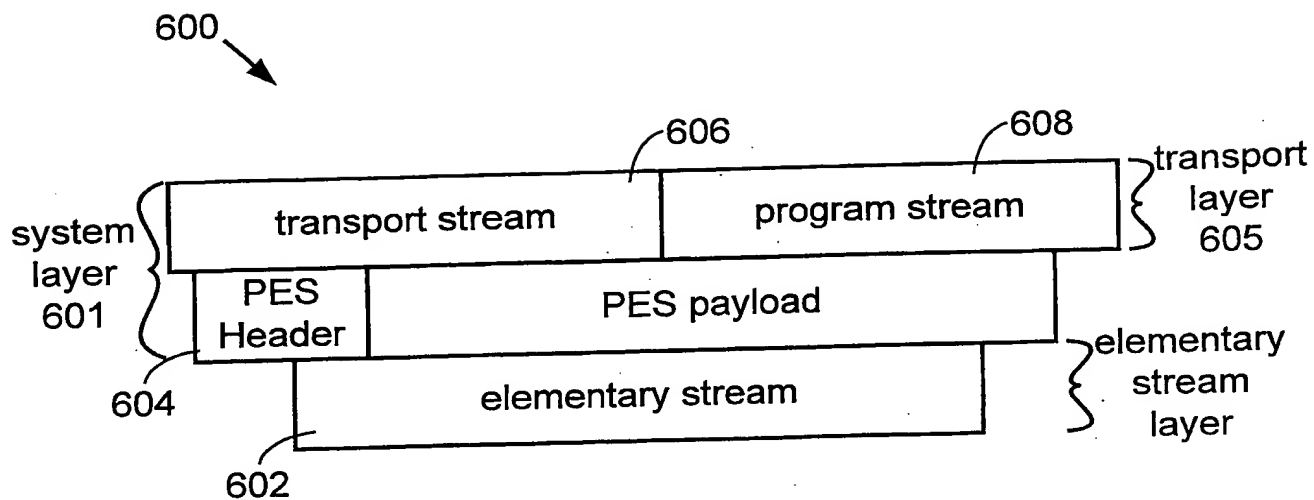 600
606
608
transport stream
program stream
transport
layer
605
system
layer
601
PES
Header
PES payload
604
elementary stream
elementary
stream
layer
602